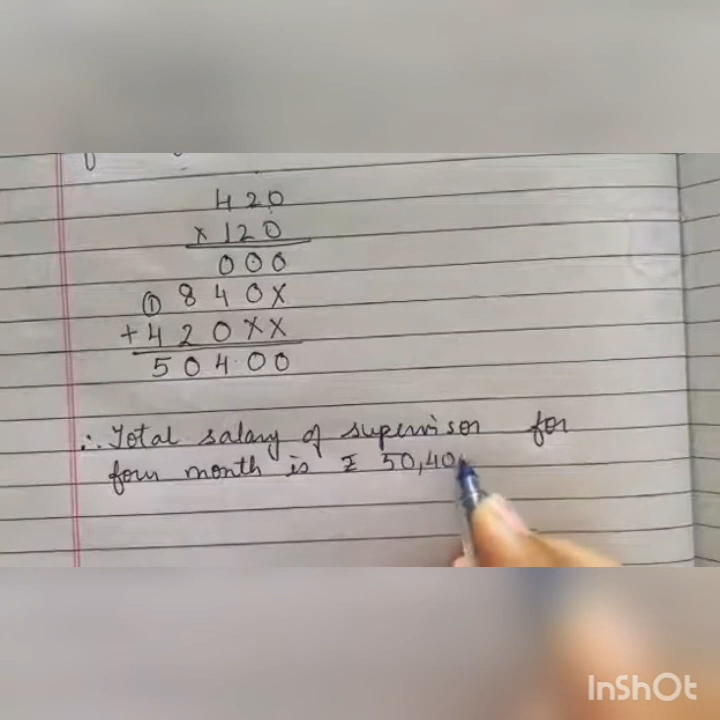 420
× 120
000
① 8 4 0 ×
+ 4 2 0 × ×
5 0 4 0 0
∴ Total salary of supervisor for
four month is ₹ 50,40
InShOt